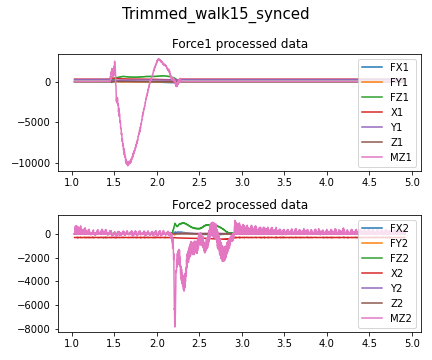 Trimmed_walk15_synced
Force1 processed data
0
−5000
−10000
FX1
FY1
FZ1
X1
Y1
Z1
MZ1
1.0 1.5 2.0 2.5 3.0 3.5 4.0 4.5 5.0
Force2 processed data
0
−2000
−4000
−6000
−8000
FX2
FY2
FZ2
X2
Y2
Z2
MZ2
1.0 1.5 2.0 2.5 3.0 3.5 4.0 4.5 5.0